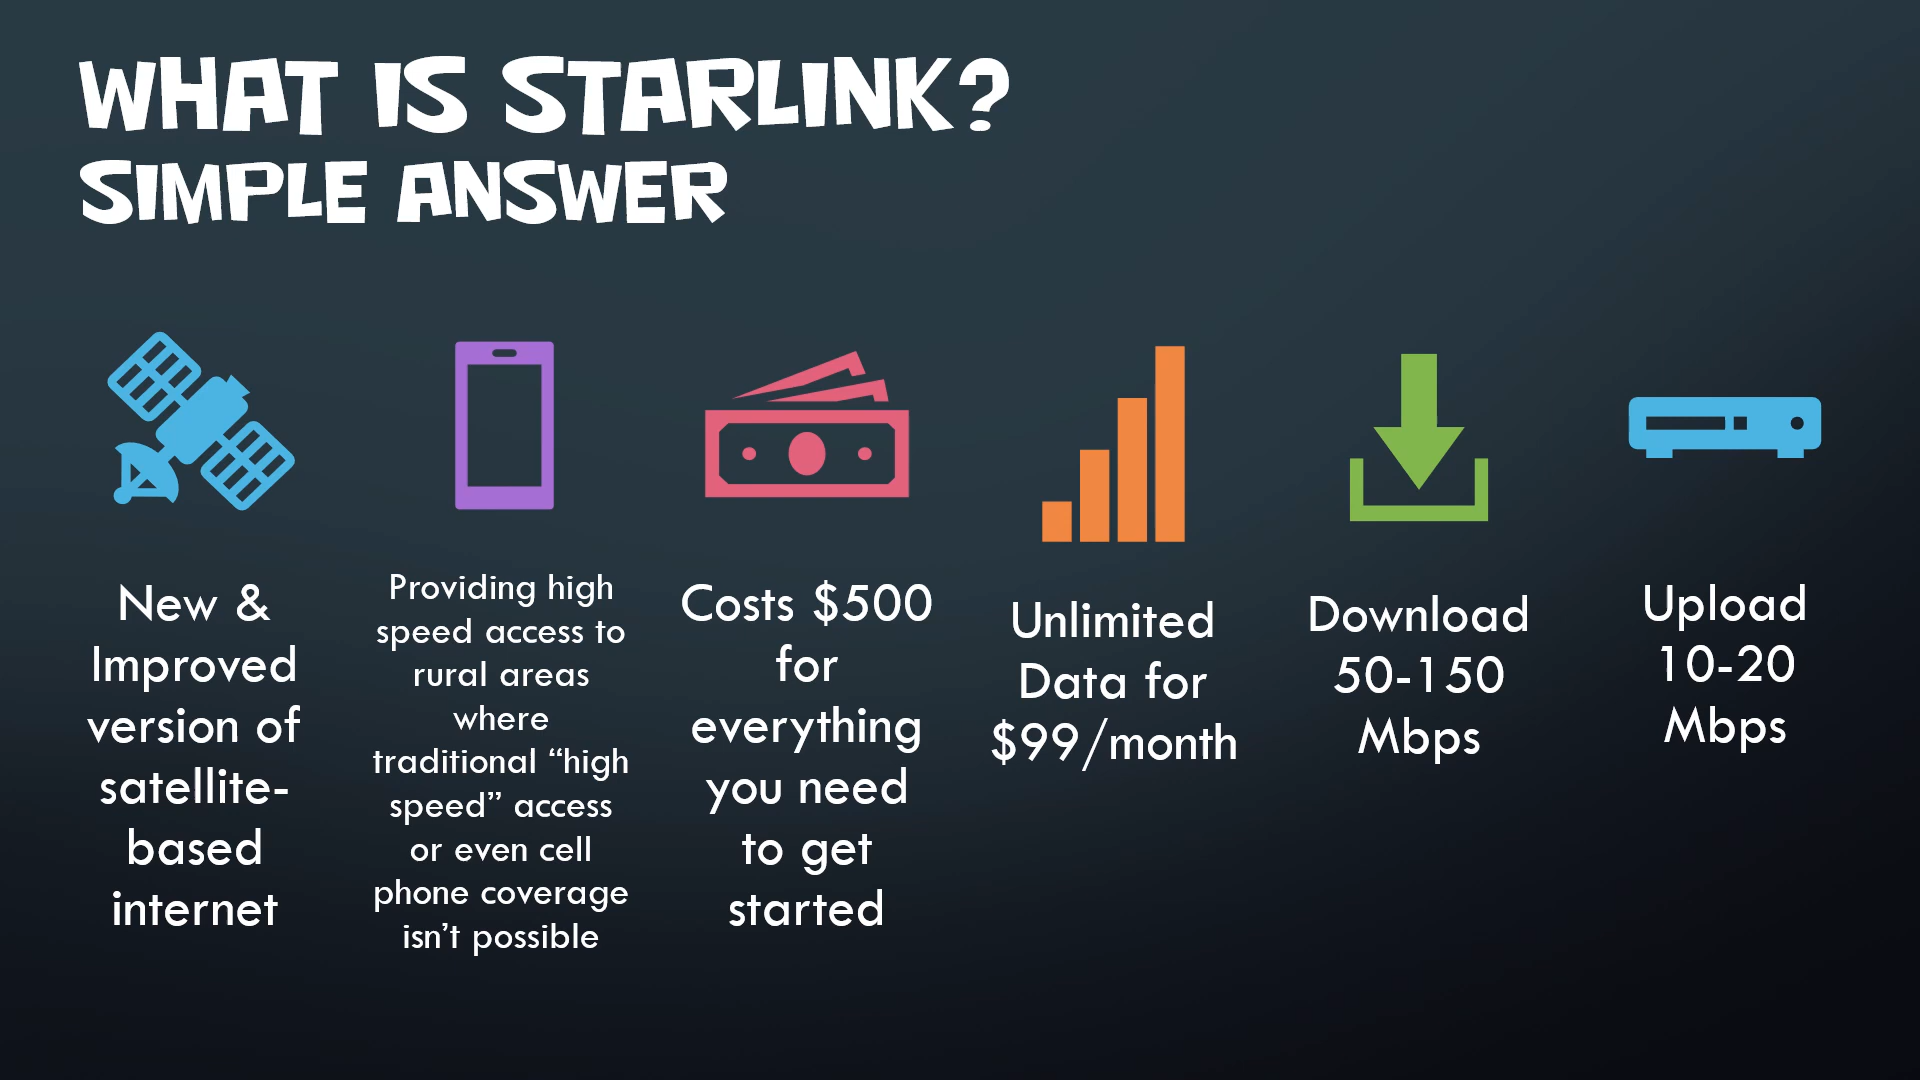 WHAT IS STARLINK?
SIMPLE ANSWER
New &
Improved
version of
satellite-
based
internet
Providing high
speed access to
rural areas
where
traditional “high
speed” access
or even cell
phone coverage
isn’t possible
Costs $500
for
everything
you need
to get
started
Unlimited
Data for
$99/month
Download
50-150
Mbps
Upload
10-20
Mbps